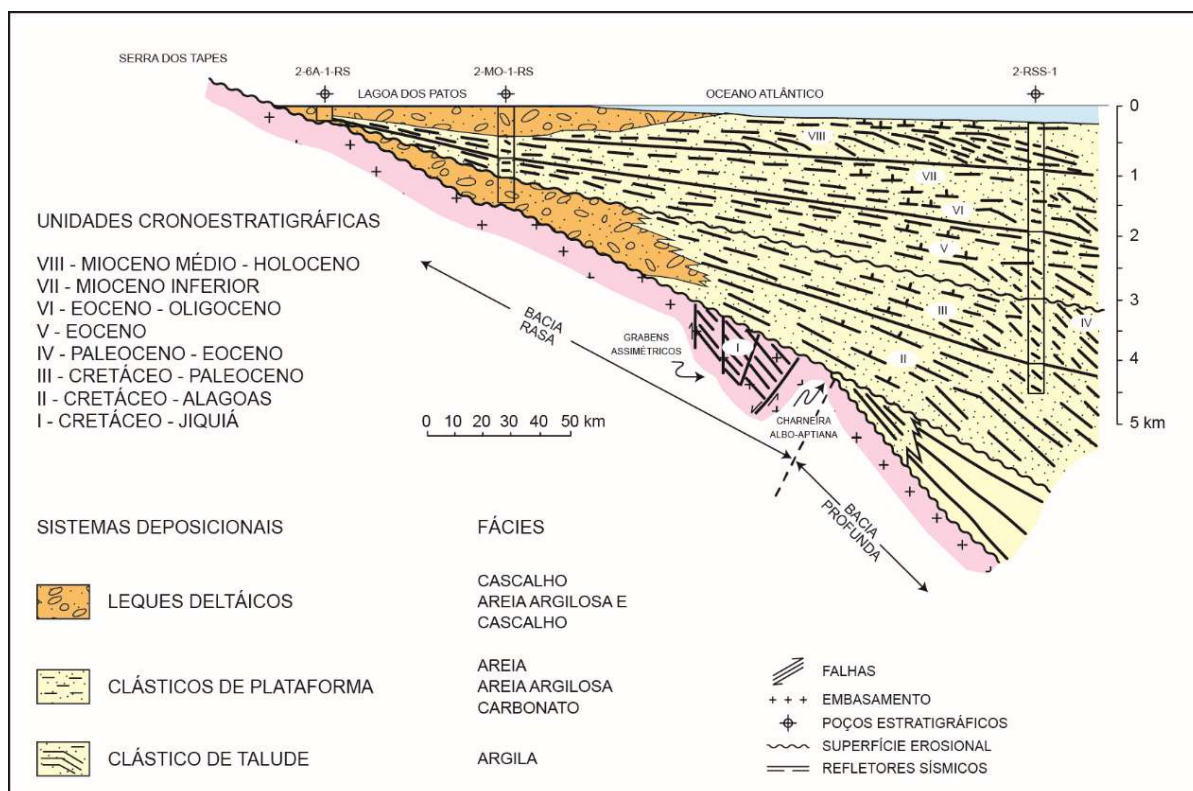 SERRA DOS TAPES
2-6A-1-RS
2-MO-1-RS
2-RSS-1
LAGOA DOS PATOS
OCEANO ATLÂNTICO
0
1
2
3
4
5 km
VIII
VII
VI
V
IV
III
II
I
UNIDADES CRONOESTRATIGRÁFICAS
VIII - MIOCENO MÉDIO - HOLOCENO
VII - MIOCENO INFERIOR
VI - EOCENO - OLIGOCENO
V - EOCENO
IV - PALEOCENO - EOCENO
III - CRETÁCEO - PALEOCENO
II - CRETÁCEO - ALAGOAS
I - CRETÁCEO - JIQUIÁ
BACIA
RASA
GRABENS
ASSIMÉTRICOS
CHARNEIRA
ALBO-APTIANA
BACIA
PROFUNDA
0 10 20 30 40 50 km
SISTEMAS DEPOSICIONAIS
FÁCIES
LEQUES DELTÁICOS
CASCALHO
AREIA ARGILOSA E
CASCALHO
CLÁSTICOS DE PLATAFORMA
AREIA
AREIA ARGILOSA
CARBONATO
CLÁSTICO DE TALUDE
ARGILA
FALHAS
EMBASAMENTO
POÇOS ESTRATIGRÁFICOS
SUPERFÍCIE EROSIONAL
REFLETORES SÍSMICOS